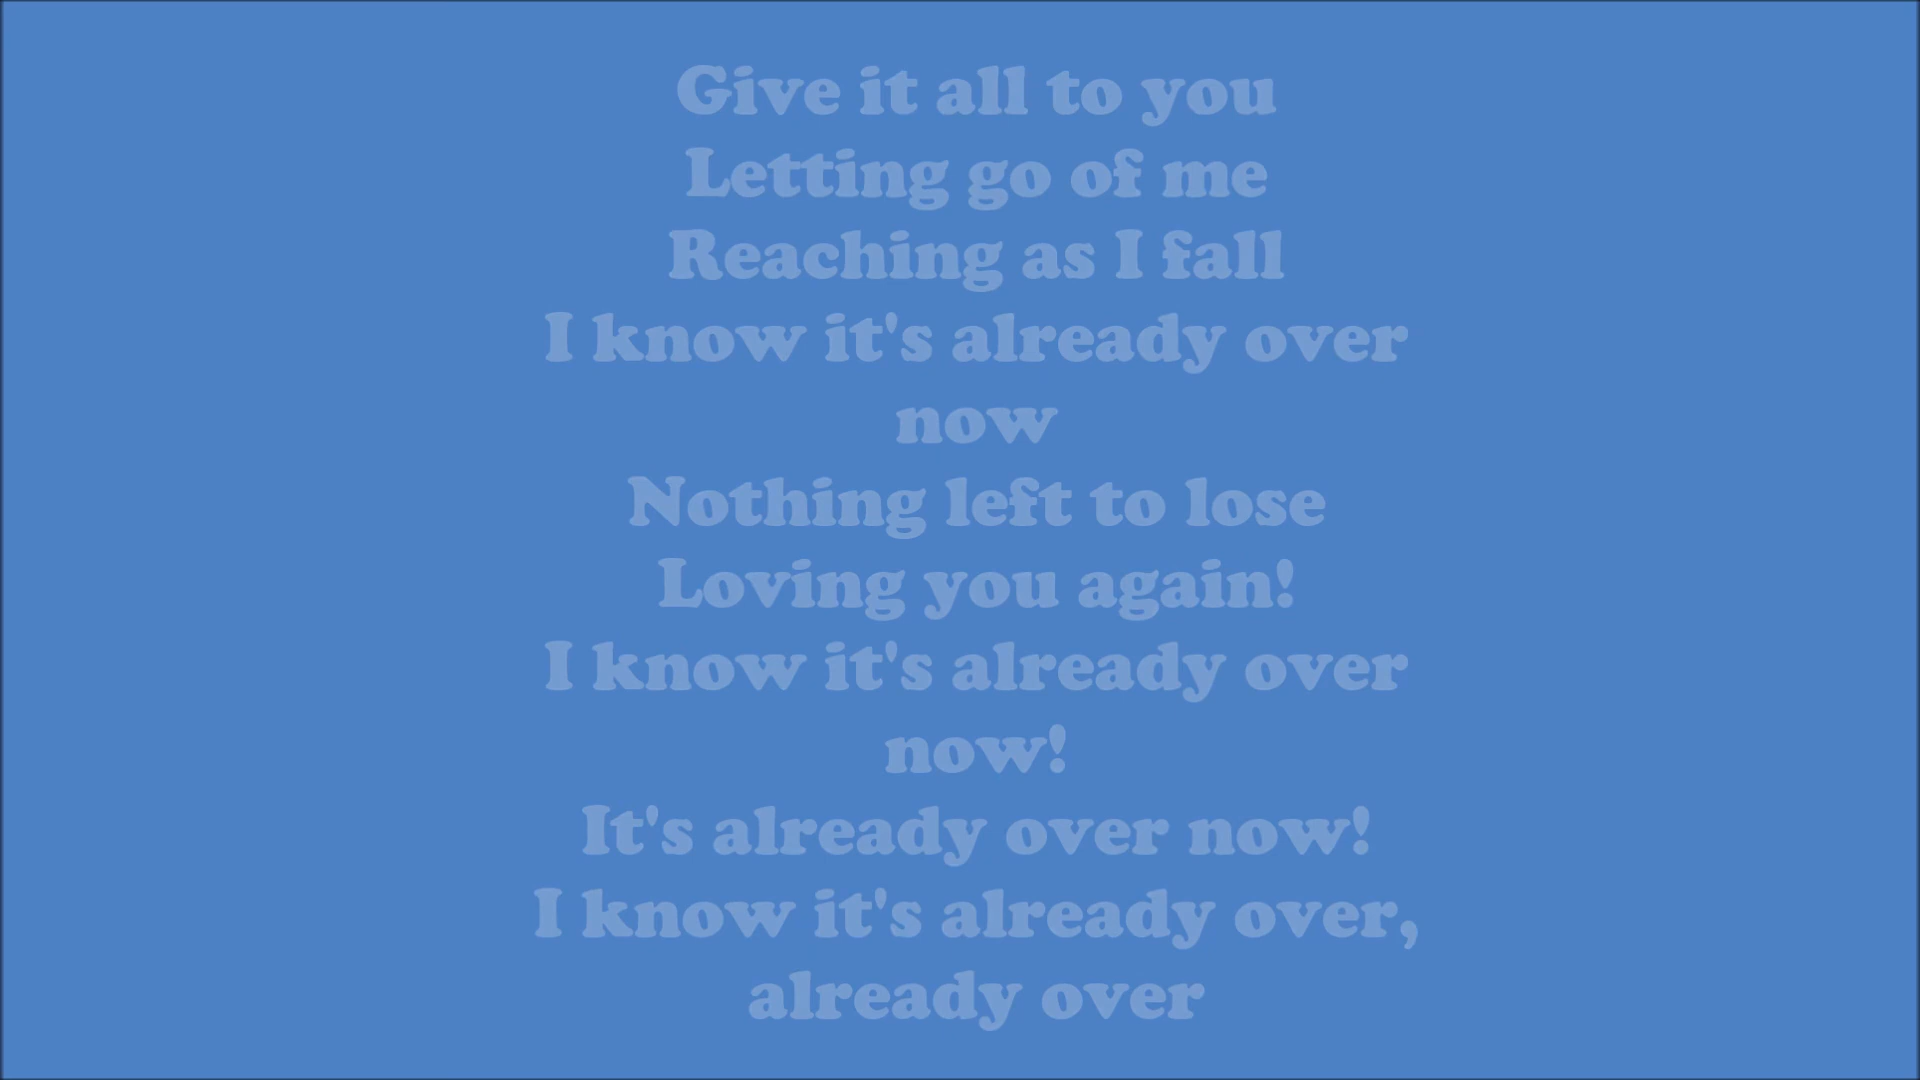 Give it all to you
Letting go of me
Reaching as I fall
I know it's already over
now
Nothing left to lose
Loving you again!
I know it's already over
now!
It's already over now!
I know it's already over,
already over